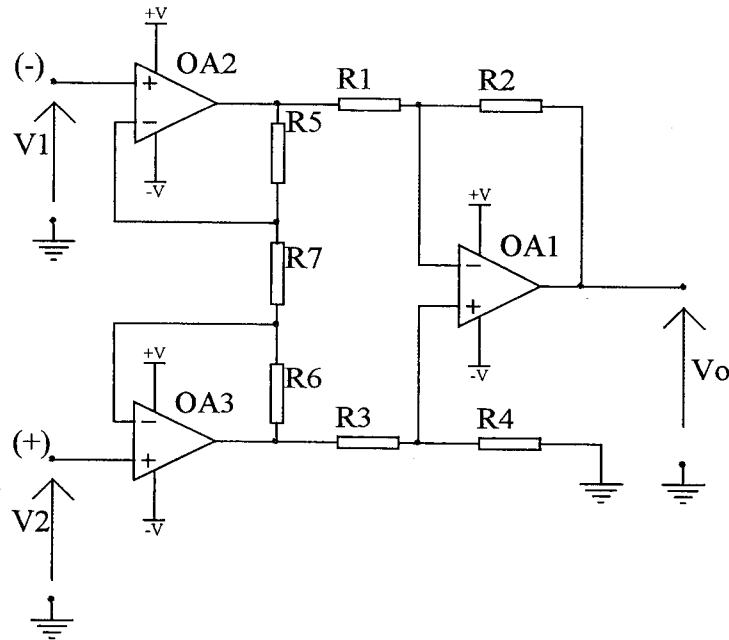 +V
(-)
OA2
R1
R2
+
−
V1
R5
-V
+V
R7
OA1
−
+
+V
-V
Vo
R6
OA3
−
R3
R4
(+)
+
V2
-V